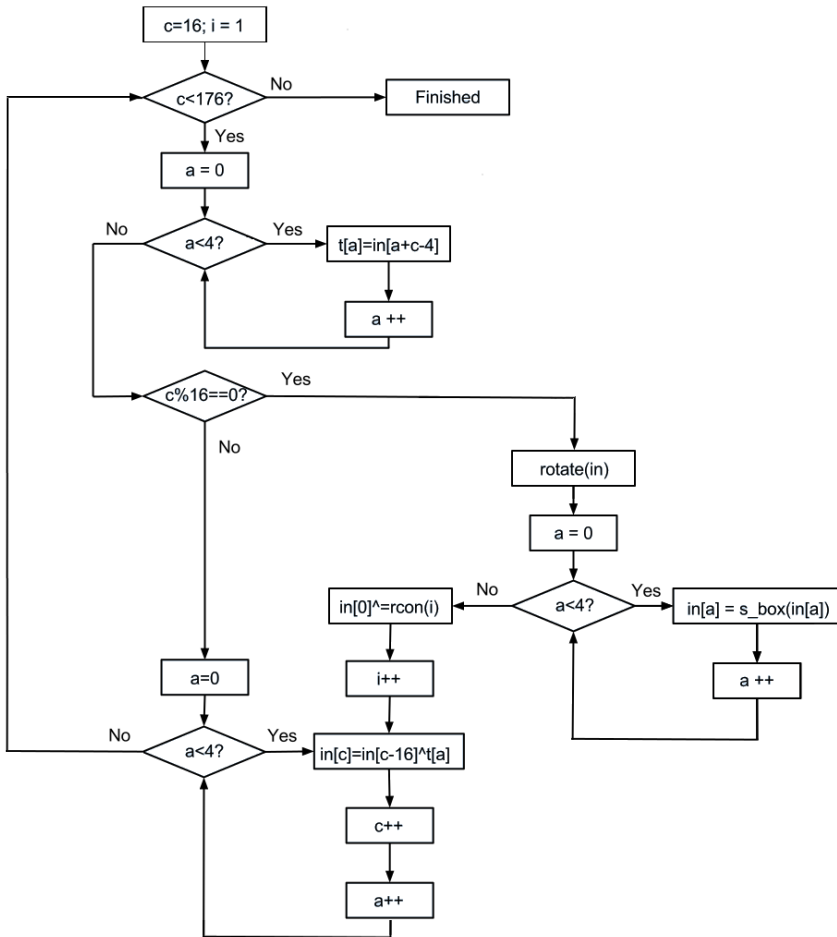 c=16; i = 1
c<176?
No
Finished
Yes
a = 0
No
a<4?
Yes
t[a]=in[a+c-4]
a ++
c%16==0?
Yes
No
rotate(in)
a = 0
in[0]^=rcon(i)
No
a<4?
Yes
in[a] = s_box(in[a])
i++
a ++
a=0
No
a<4?
Yes
in[c]=in[c-16]^t[a]
c++
a++